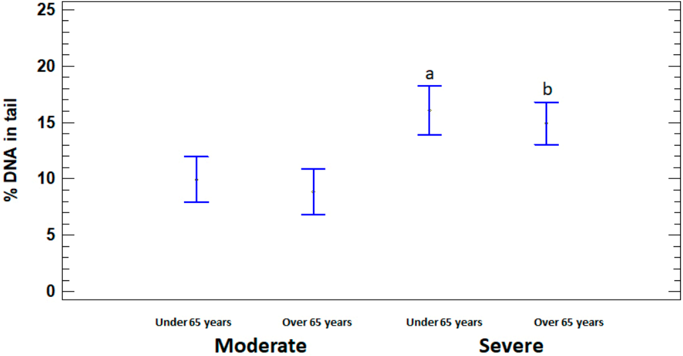 % DNA in tail
25
20
15
10
5
0
a
b
Under 65 years Over 65 years Under 65 years Over 65 years
Moderate Severe